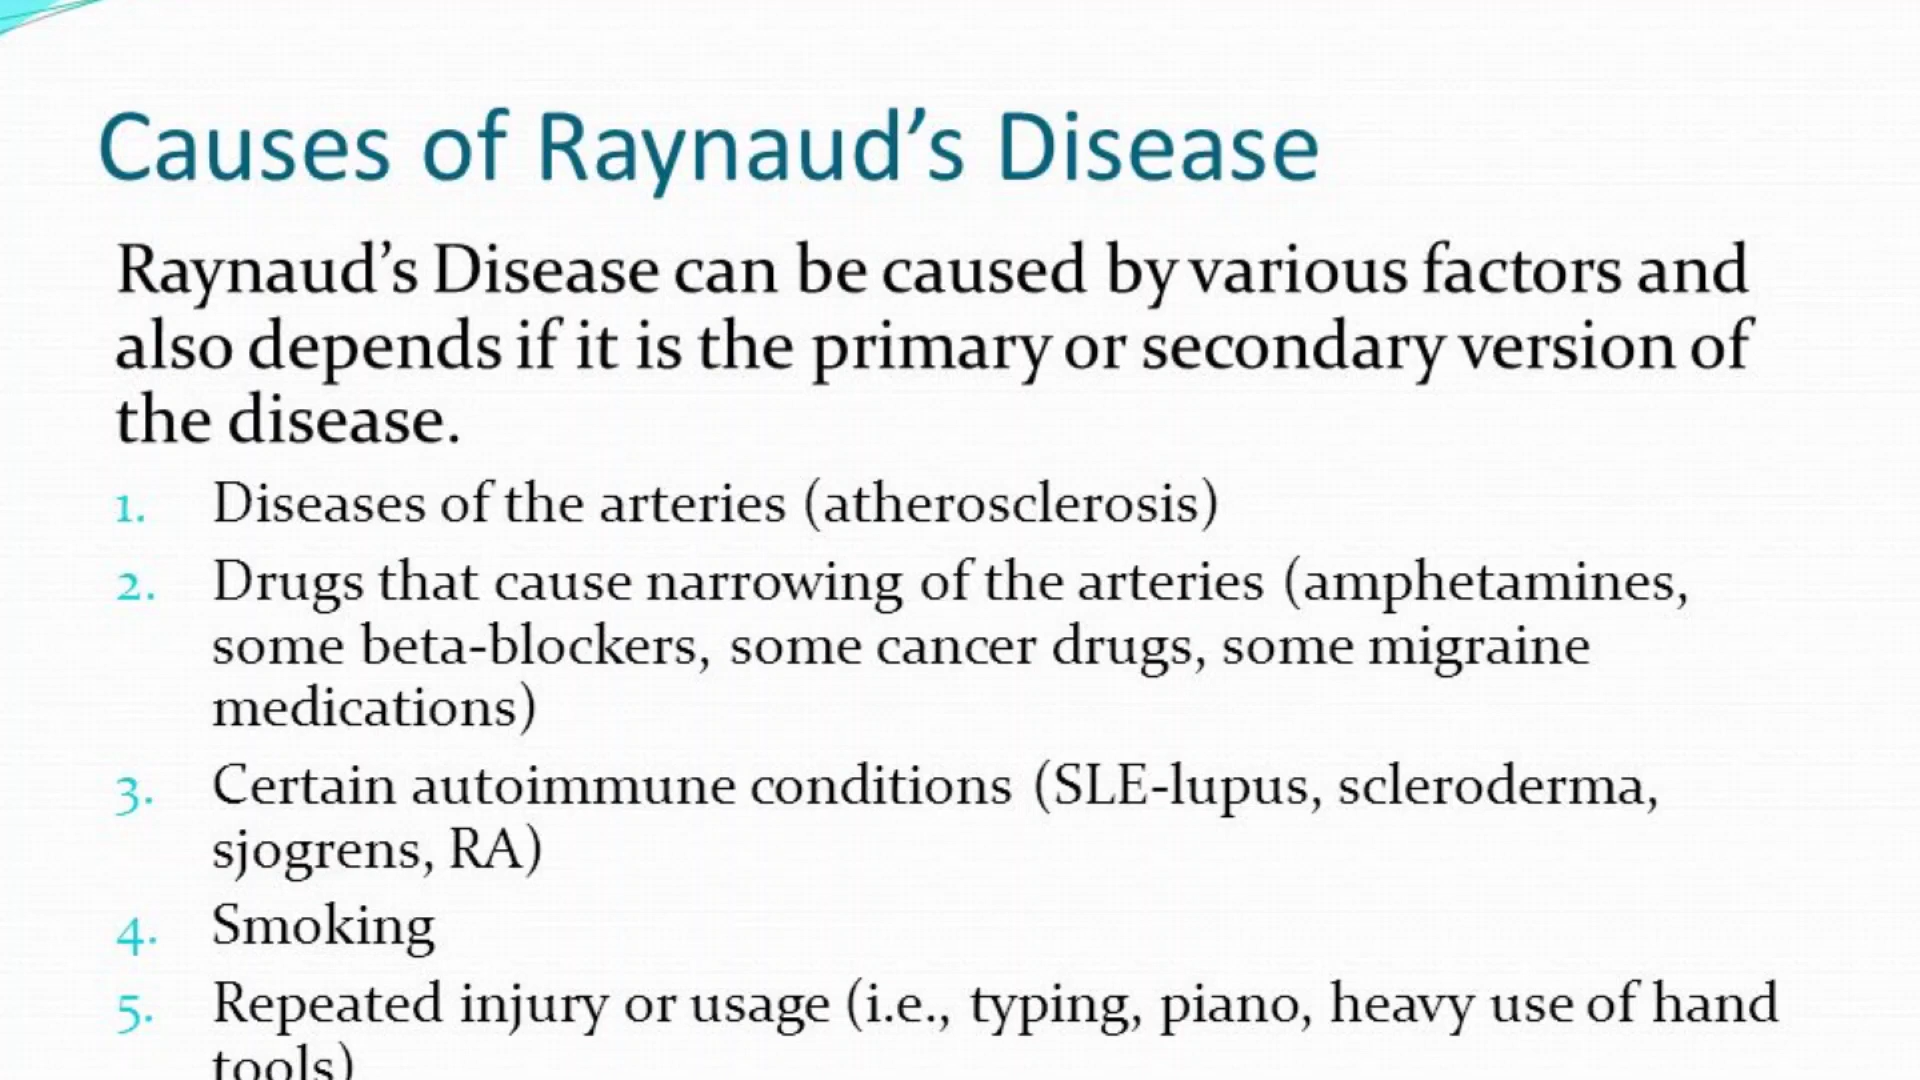 Causes of Raynaud’s Disease
Raynaud’s Disease can be caused by various factors and
also depends if it is the primary or secondary version of
the disease.
1. Diseases of the arteries (atherosclerosis)
2. Drugs that cause narrowing of the arteries (amphetamines,
some beta-blockers, some cancer drugs, some migraine
medications)
3. Certain autoimmune conditions (SLE-lupus, scleroderma,
sjogrens, RA)
4. Smoking
5. Repeated injury or usage (i.e., typing, piano, heavy use of hand
tools)